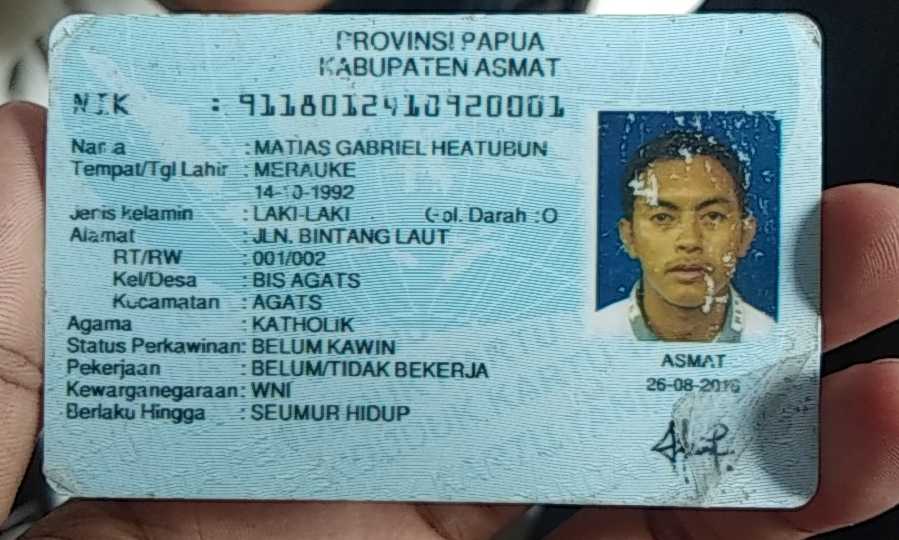 PROVINSI PAPUA
KABUPATEN ASMAT
NIK : 9118012410920001
Nama : MATIAS GABRIEL HEATUBUN
Tempat/Tgl Lahir : MERAUKE
14-10-1992
Jenis kelamin : LAKI-LAKI Gol. Darah : O
Alamat : JLN. BINTANG LAUT
RT/RW : 001/002
Kel/Desa : BIS AGATS
Kecamatan : AGATS
Agama : KATHOLIK
Status Perkawinan: BELUM KAWIN
Pekerjaan : BELUM/TIDAK BEKERJA
Kewarganegaraan: WNI
Berlaku Hingga : SEUMUR HIDUP
ASMAT
26-08-2016